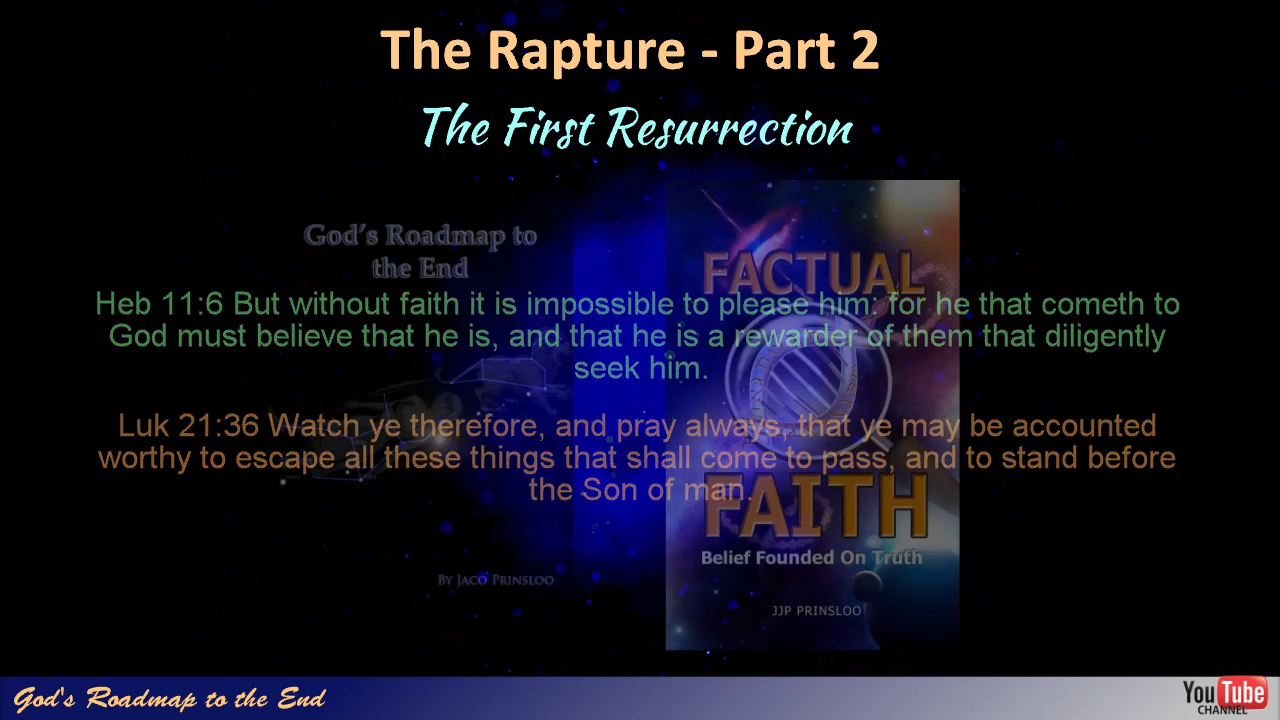 The Rapture - Part 2
The First Resurrection
God's Roadmap to
the End
FACTUAL
Heb 11:6 But without faith it is impossible to please him: for he that cometh to
God must believe that he is, and that he is a rewarder of them that diligently
seek him.
Luk 21:36 Watch ye therefore, and pray always, that ye may be accounted
worthy to escape all these things that shall come to pass, and to stand before
the Son of man.
FAITH
Belief Founded On Truth
By Jaco Prinsloo
JJP PRINSLOO
God's Roadmap to the End
YouTube
CHANNEL